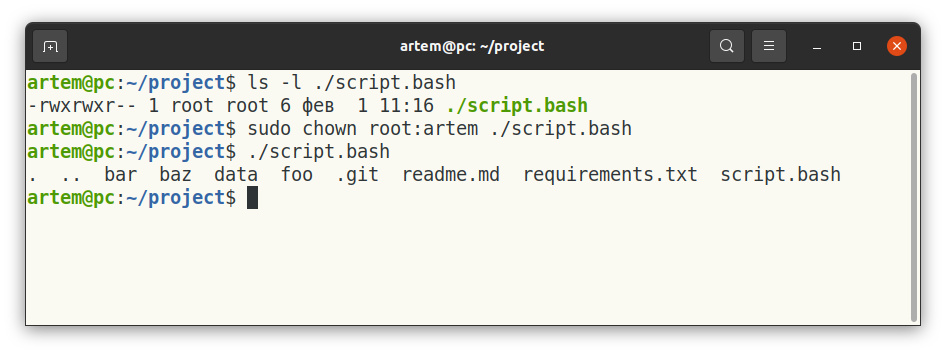 artem@pc: ~/project
artem@pc:~/project$ ls -l ./script.bash
-rwxrwxr-- 1 root root 6 фев  1 11:16 ./script.bash
artem@pc:~/project$ sudo chown root:artem ./script.bash
artem@pc:~/project$ ./script.bash
.  ..  bar  baz  data  foo  .git  readme.md  requirements.txt  script.bash
artem@pc:~/project$